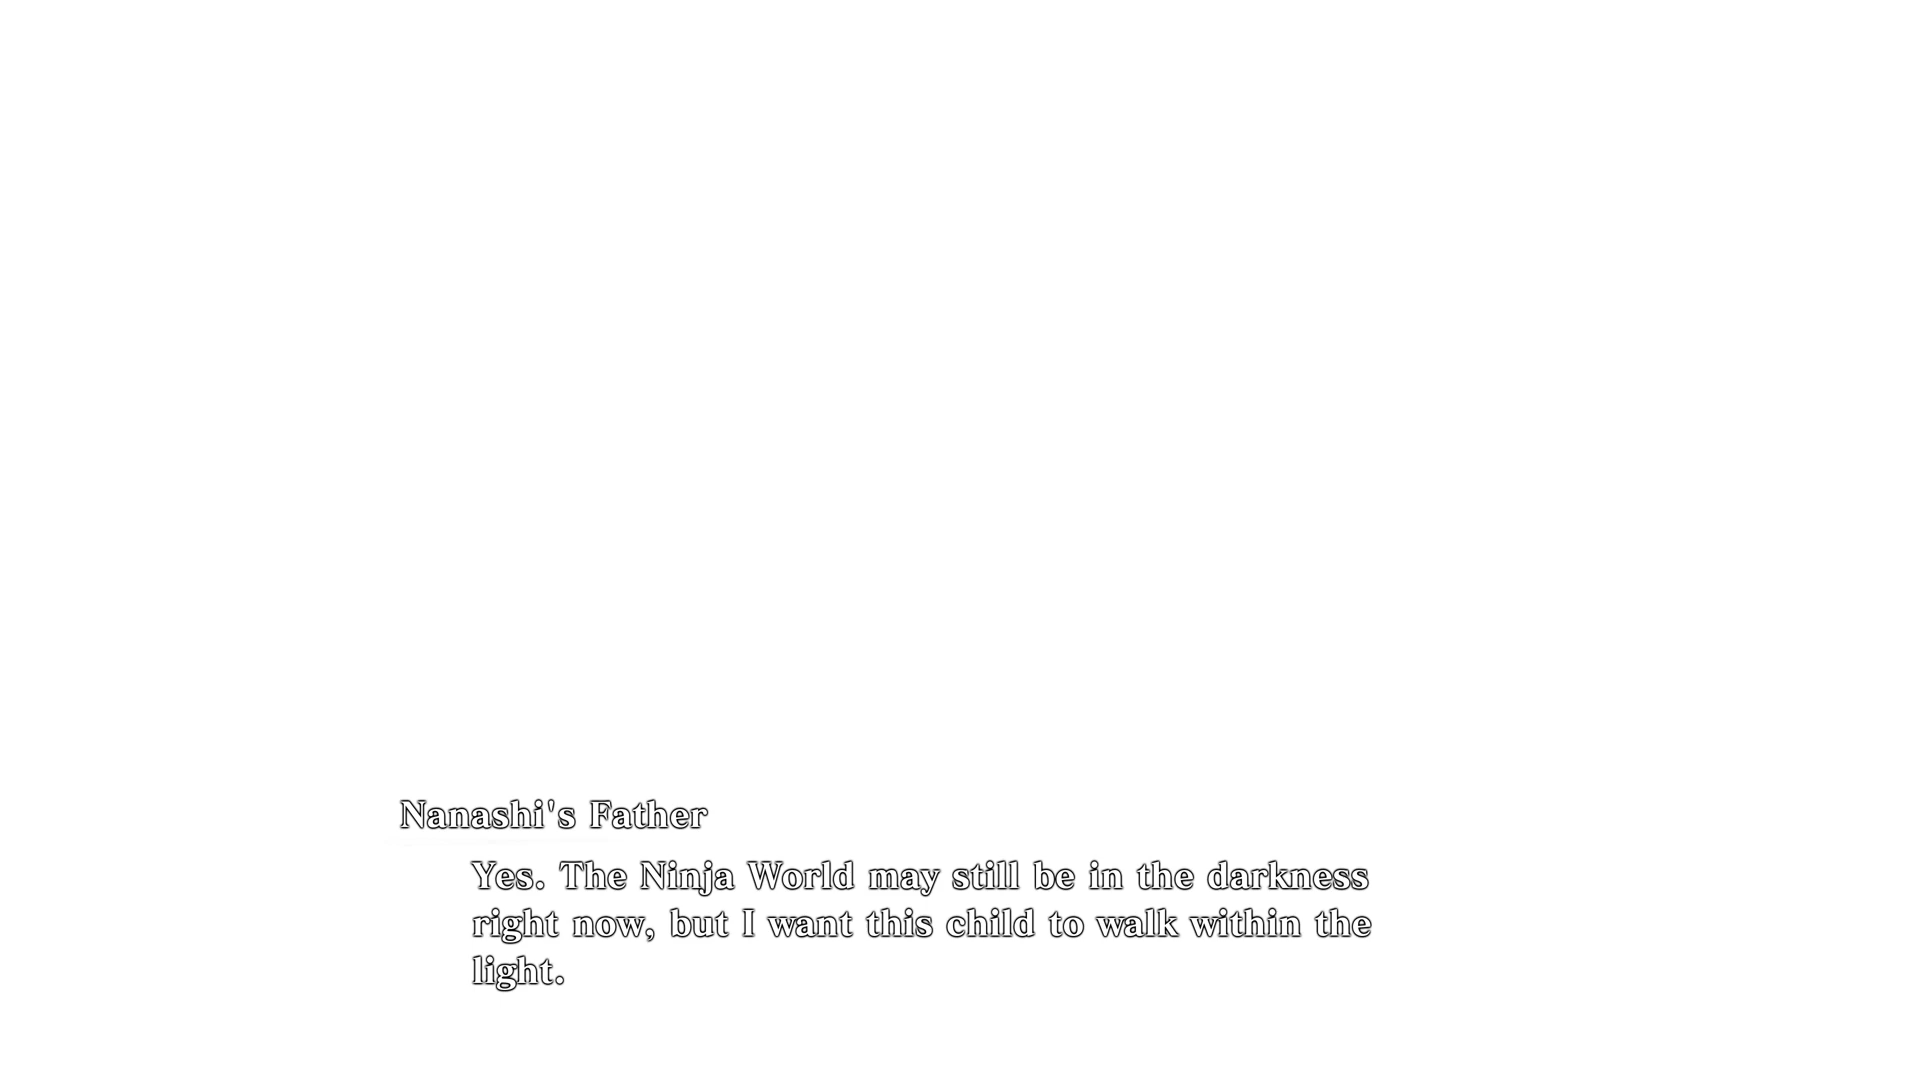 Nanashi's Father
Yes. The Ninja World may still be in the darkness
right now, but I want this child to walk within the
light.